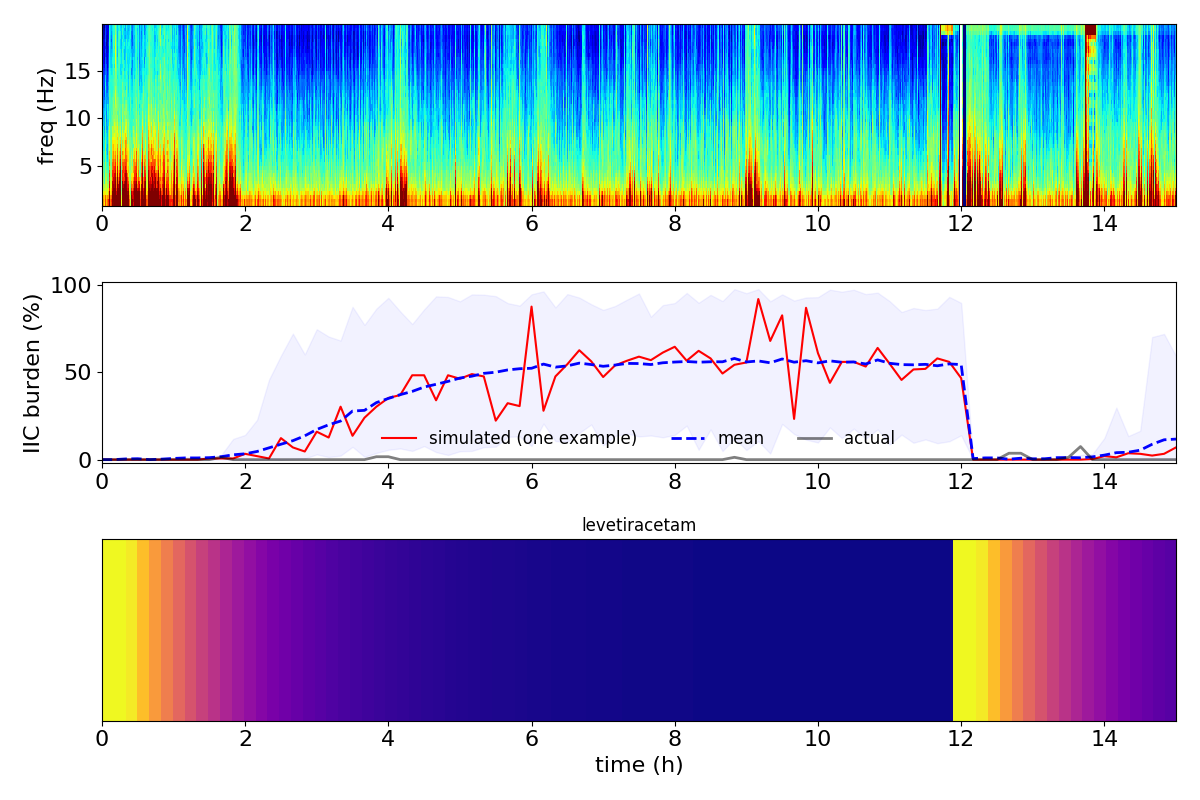 freq (Hz)
15
10
5
0 2 4 6 8 10 12 14
IIC burden (%)
100
50
0
simulated (one example) mean actual
0 2 4 6 8 10 12 14
levetiracetam
0 2 4 6 8 10 12 14
time (h)